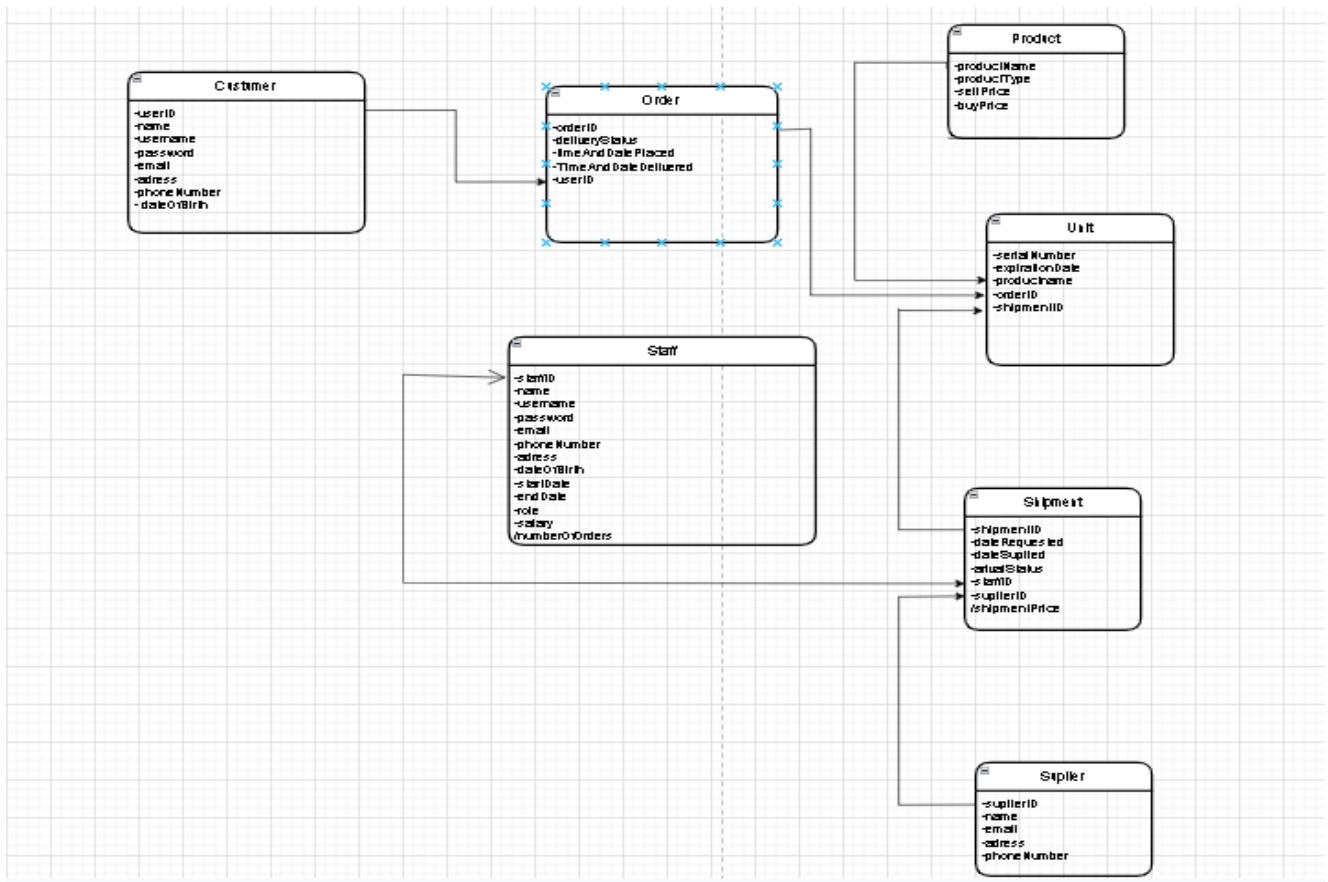 Customer
-userID
-name
-username
-password
-email
-adress
-phoneNumber
-dateOfBirth
Order
-orderID
-deliveryStatus
-timeAndDatePlaced
-TimeAndDateDelivered
-userID
Product
-productName
-productType
-sellPrice
-buyPrice
Unit
-serialNumber
-expirationDate
-productname
-orderID
-shipmentID
Staff
-staffID
-name
-username
-password
-email
-phoneNumber
-adress
-dateOfBirth
-startDate
-endDate
-role
-salary
/numberOfOrders
Shipment
-shipmentID
-dateRequested
-dateSuplied
-staffID
-suplierID
/shipmentPrice
Suplier
-suplierID
-name
-email
-adress
-phoneNumber